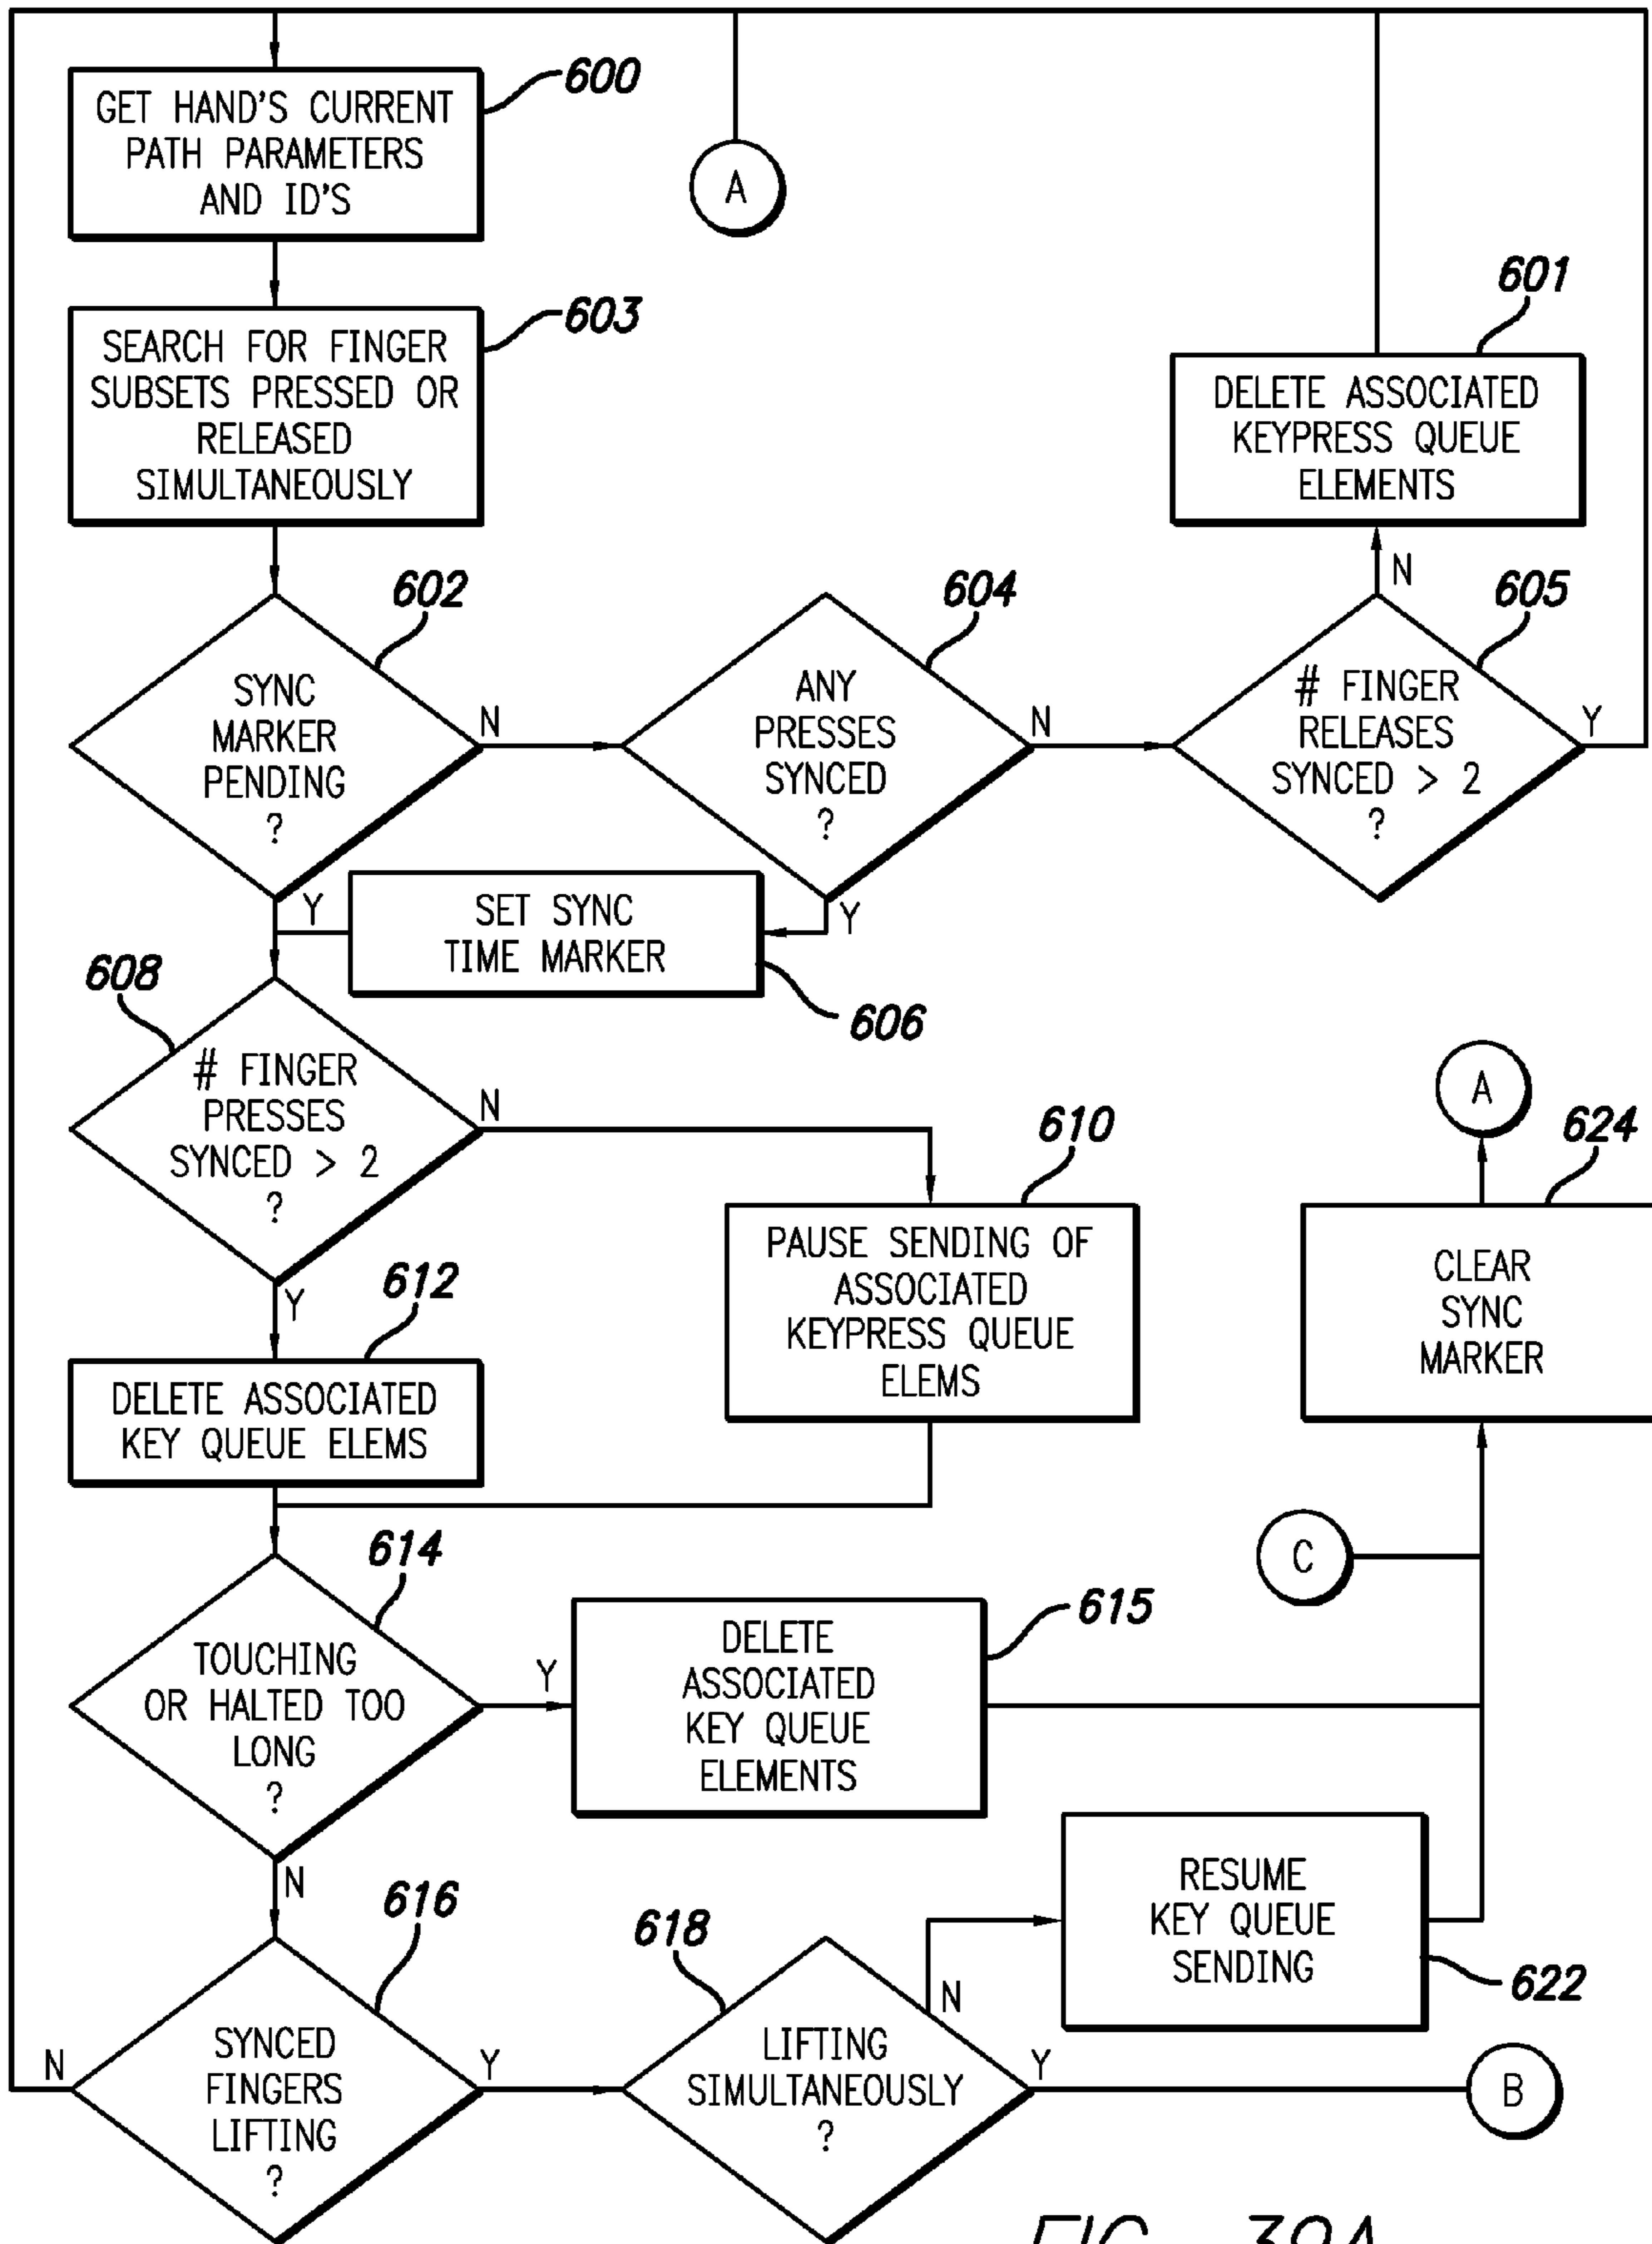 GET HAND'S CURRENT
PATH PARAMETERS
AND ID'S
600
A
SEARCH FOR FINGER
SUBSETS PRESSED OR
RELEASED
SIMULTANEOUSLY
603
601
DELETE ASSOCIATED
KEYPRESS QUEUE
ELEMENTS
N
602
SYNC
MARKER
PENDING
?
N
604
ANY
PRESSES
SYNCED
?
N
605
# FINGER
RELEASES
SYNCED > 2
?
Y
Y
SET SYNC
TIME MARKER
Y
606
608
# FINGER
PRESSES
SYNCED > 2
?
N
610
PAUSE SENDING OF
ASSOCIATED
KEYPRESS QUEUE
ELEMS
A
624
CLEAR
SYNC
MARKER
Y
612
DELETE ASSOCIATED
KEY QUEUE ELEMS
C
614
TOUCHING
OR HALTED TOO
LONG
?
Y
DELETE
ASSOCIATED
KEY QUEUE
ELEMENTS
615
N
616
SYNCED
FINGERS
LIFTING
?
N
Y
618
LIFTING
SIMULTANEOUSLY
?
N
RESUME
KEY QUEUE
SENDING
622
Y
B
FIG. 39A